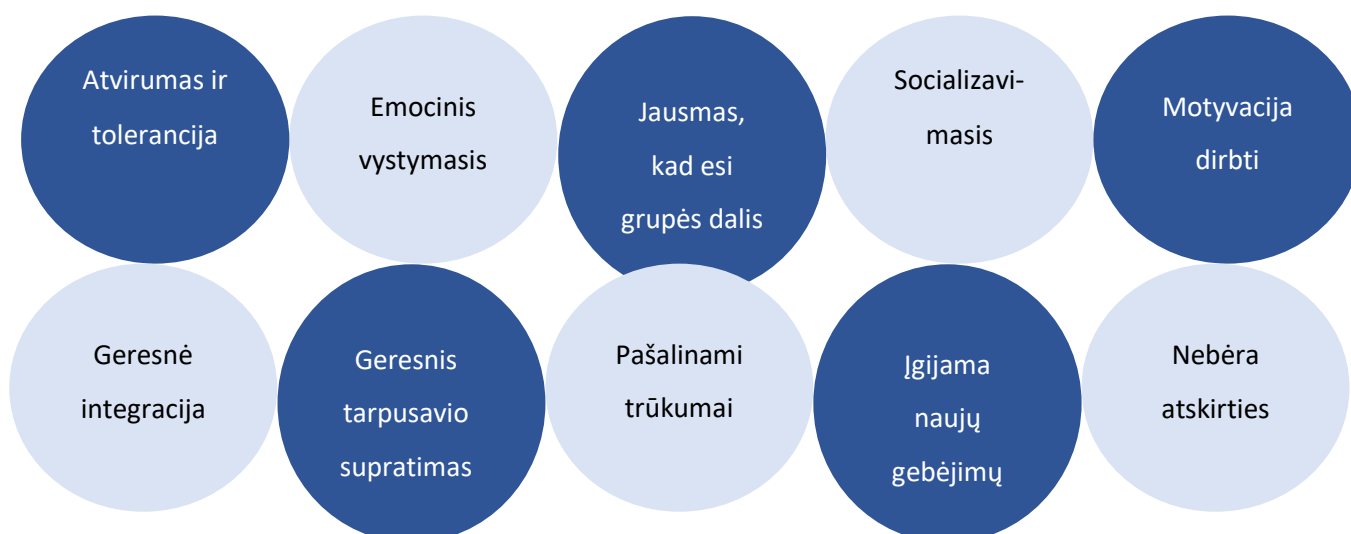 Atvirumas ir
tolerancija
Emocinis
vystymasis
Jausmas,
kad esi
grupės dalis
Socializavi-
masis
Motyvacija
dirbti
Geresnė
integracija
Geresnis
tarpusavio
supratimas
Pašalinami
trūkumai
Įgijama
naujų
gebėjimų
Nebėra
atskirties